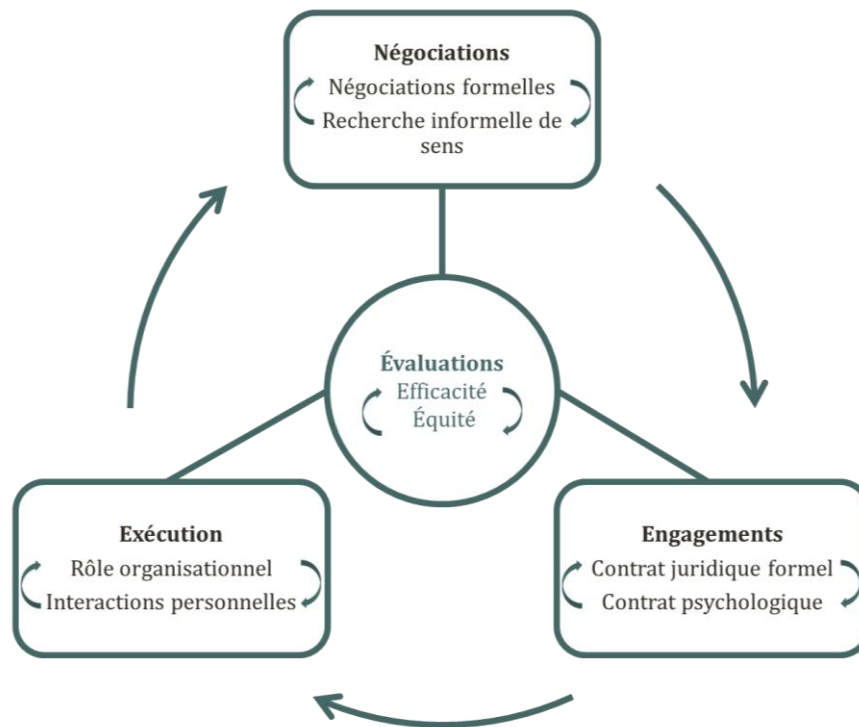 Négociations
Négociations formelles
Recherche informelle de
sens
Évaluations
Efficacité
Équité
Exécution
Rôle organisationnel
Interactions personnelles
Engagements
Contrat juridique formel
Contrat psychologique